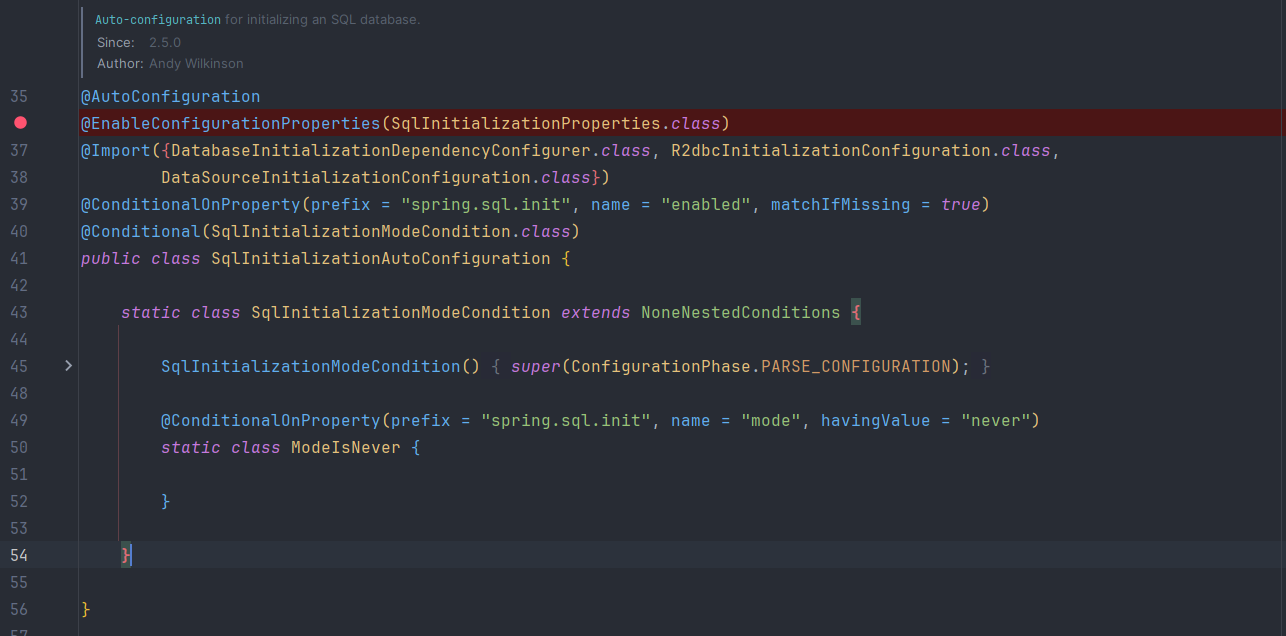 Auto-configuration for initializing an SQL database.
Since: 2.5.0
Author: Andy Wilkinson
35 @AutoConfiguration
@EnableConfigurationProperties(SqlInitializationProperties.class)
37 @Import({DatabaseInitializationDependencyConfigurer.class, R2dbcInitializationConfiguration.class,
38 DataSourceInitializationConfiguration.class})
39 @ConditionalOnProperty(prefix = "spring.sql.init", name = "enabled", matchIfMissing = true)
40 @Conditional(SqlInitializationModeCondition.class)
41 public class SqlInitializationAutoConfiguration {
42
43 static class SqlInitializationModeCondition extends NoneNestedConditions {
44
45 SqlInitializationModeCondition() { super(ConfigurationPhase.PARSE_CONFIGURATION); }
48
49 @ConditionalOnProperty(prefix = "spring.sql.init", name = "mode", havingValue = "never")
50 static class ModeIsNever {
51
52 }
53
54 }
55
56 }
57